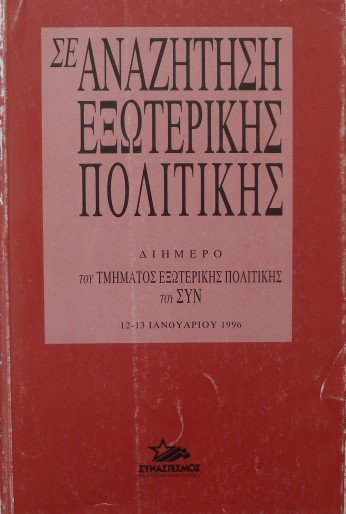 ΣΕ ΑΝΑΖΗΤΗΣΗ
ΕΞΩΤΕΡΙΚΗΣ
ΠΟΛΙΤΙΚΗΣ
ΔΙΗΜΕΡΟ
του ΤΜΗΜΑΤΟΣ ΕΞΩΤΕΡΙΚΗΣ ΠΟΛΙΤΙΚΗΣ
του ΣΥΝ
12-13 ΙΑΝΟΥΑΡΙΟΥ 1996
ΣΥΝΑΣΠΙΣΜΟΣ